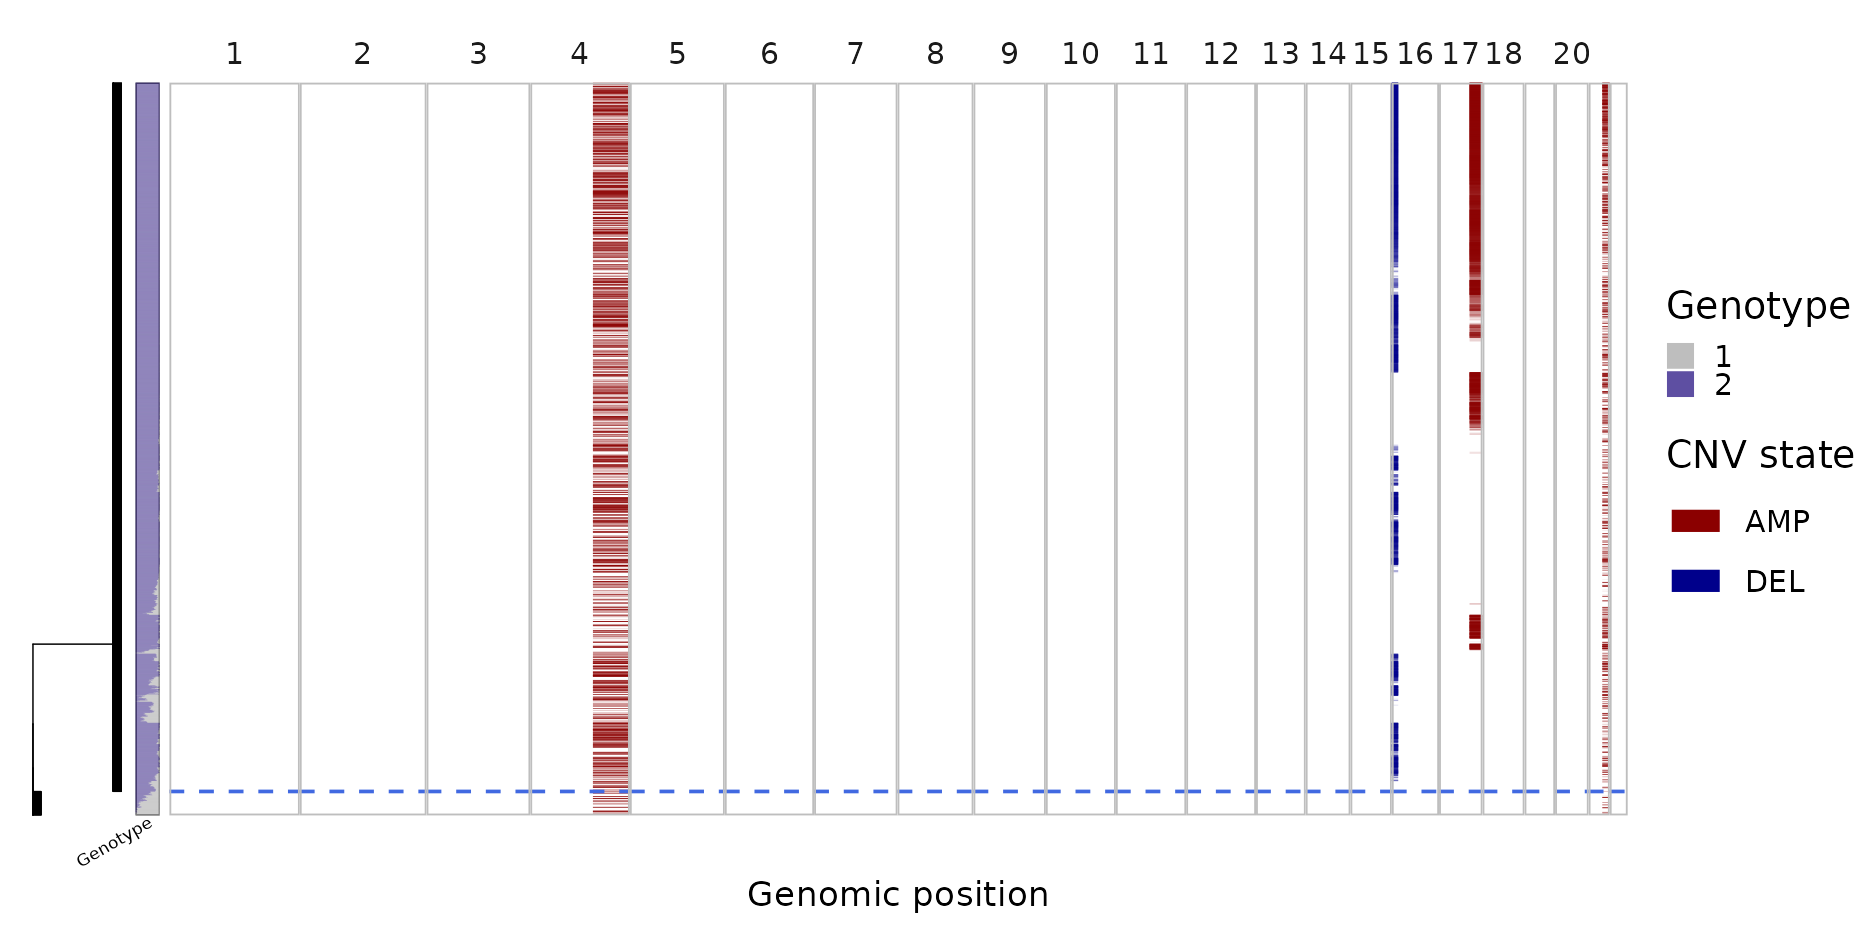 1 2 3 4 5 6 7 8 9 10 11 12 13 14 15 16 17 18 20
Genotype
1
2
CNV state
AMP
DEL
Genotype
Genomic position